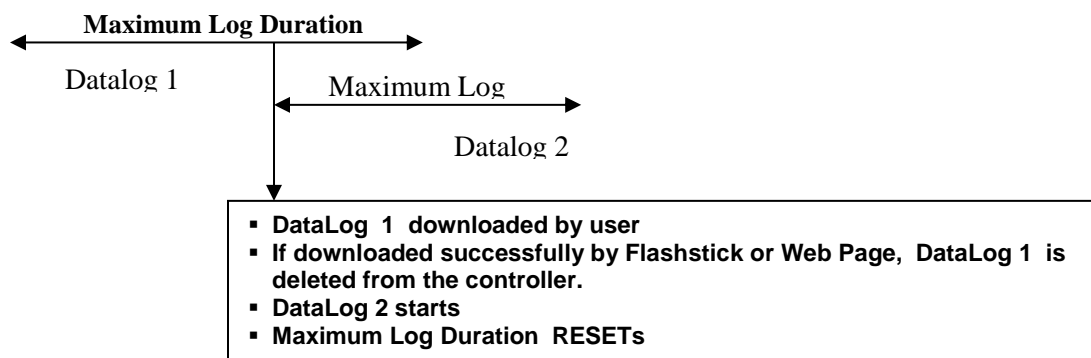 Maximum Log Duration
Datalog 1
Maximum Log
Datalog 2
▪ DataLog 1 downloaded by user
▪ If downloaded successfully by Flashstick or Web Page, DataLog 1 is
deleted from the controller.
▪ DataLog 2 starts
▪ Maximum Log Duration RESETs